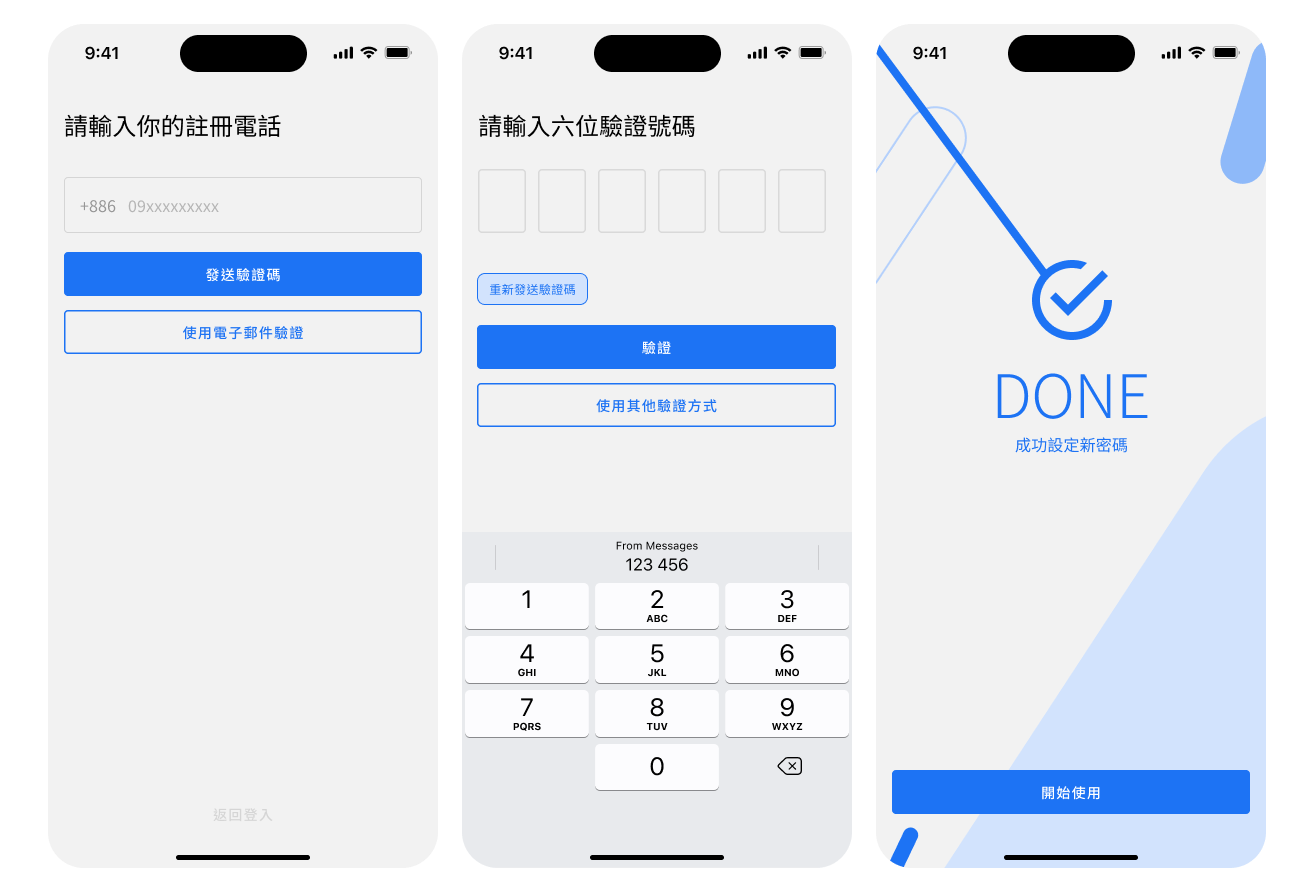 9:41
請輸入你的註冊電話
+886 09xxxxxxxxx
發送驗證碼
使用電子郵件驗證
返回登入
9:41
請輸入六位驗證號碼
重新發送驗證碼
驗證
使用其他驗證方式
From Messages
123 456
1 2 3
ABC DEF
4 5 6
GHI JKL MNO
7 8 9
PQRS TUV WXYZ
0
9:41
DONE
成功設定新密碼
開始使用